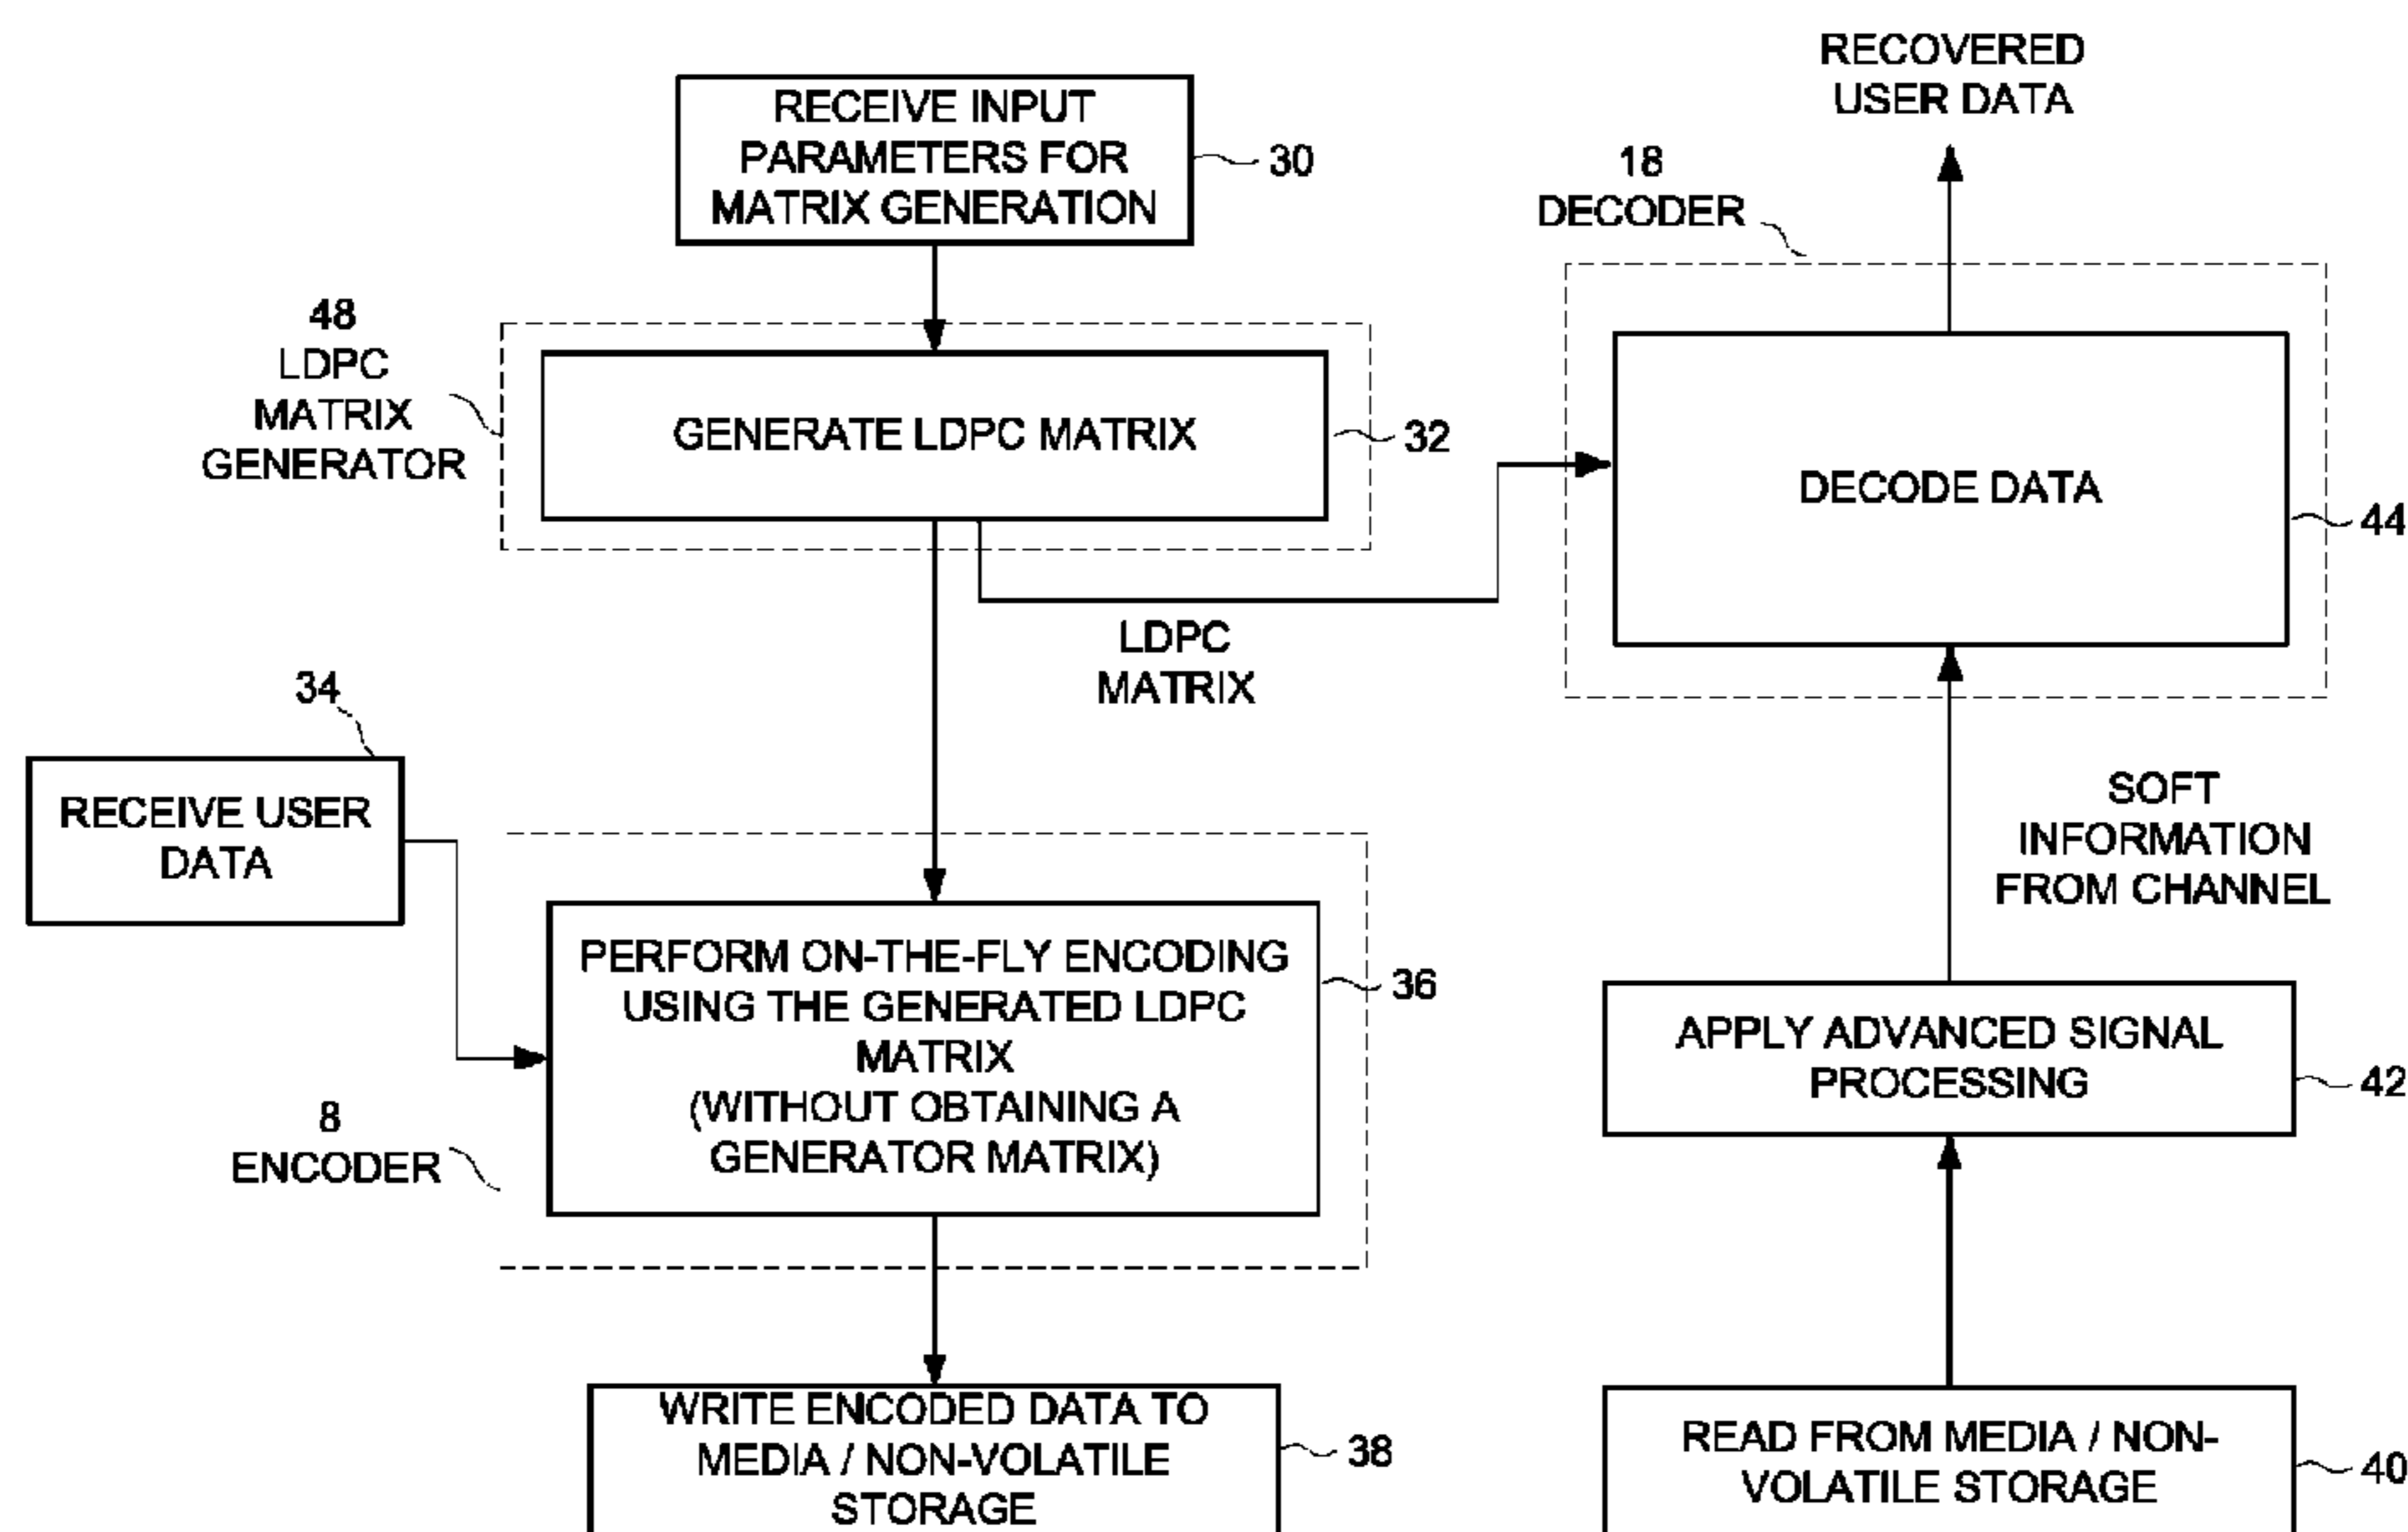 RECEIVE INPUT
PARAMETERS FOR
MATRIX GENERATION
30
48
LDPC
MATRIX
GENERATOR
GENERATE LDPC MATRIX
32
LDPC
MATRIX
34
RECEIVE USER
DATA
PERFORM ON-THE-FLY ENCODING
USING THE GENERATED LDPC
MATRIX
(WITHOUT OBTAINING A
GENERATOR MATRIX)
36
8
ENCODER
WRITE ENCODED DATA TO
MEDIA / NON-VOLATILE
STORAGE
38
RECOVERED
USER DATA
18
DECODER
DECODE DATA
44
SOFT
INFORMATION
FROM CHANNEL
APPLY ADVANCED SIGNAL
PROCESSING
42
READ FROM MEDIA / NON-
VOLATILE STORAGE
40